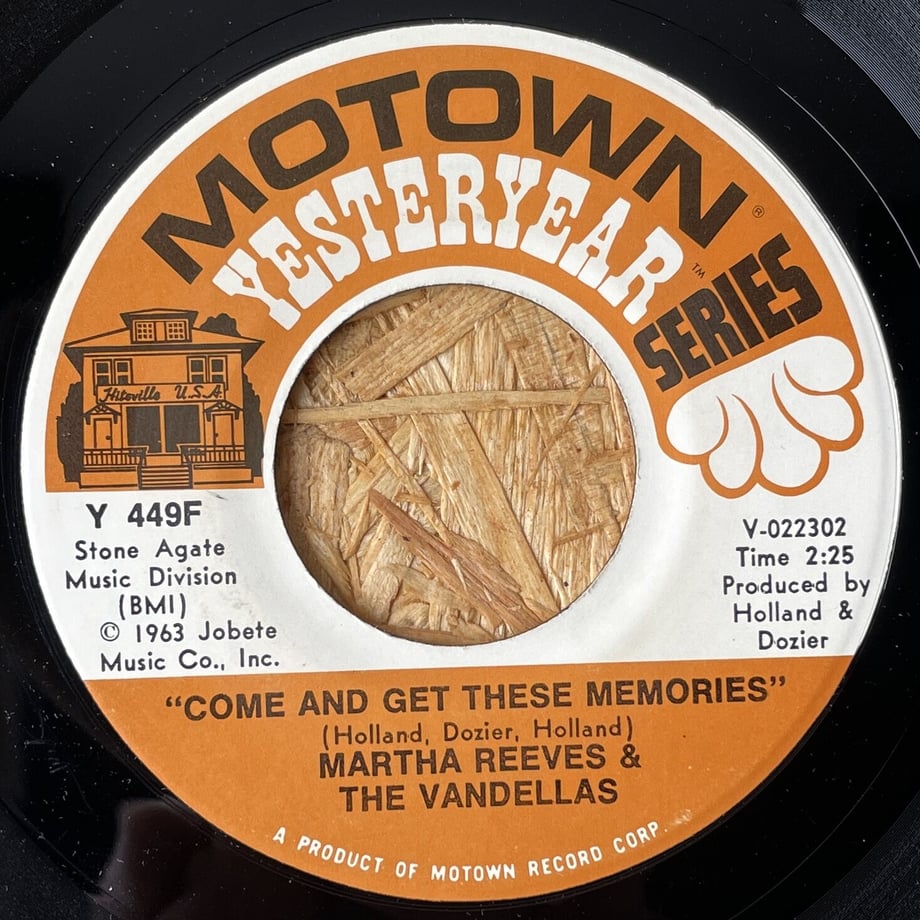 MOTOWN®
YESTERYEAR™
SERIES
Hitsville U.S.A.
Y 449F
Stone Agate
Music Division
(BMI)
© 1963 Jobete
Music Co., Inc.
V-022302
Time 2:25
Produced by
Holland &
Dozier
"COME AND GET THESE MEMORIES"
(Holland, Dozier, Holland)
MARTHA REEVES &
THE VANDELLAS
A PRODUCT OF MOTOWN RECORD CORP.